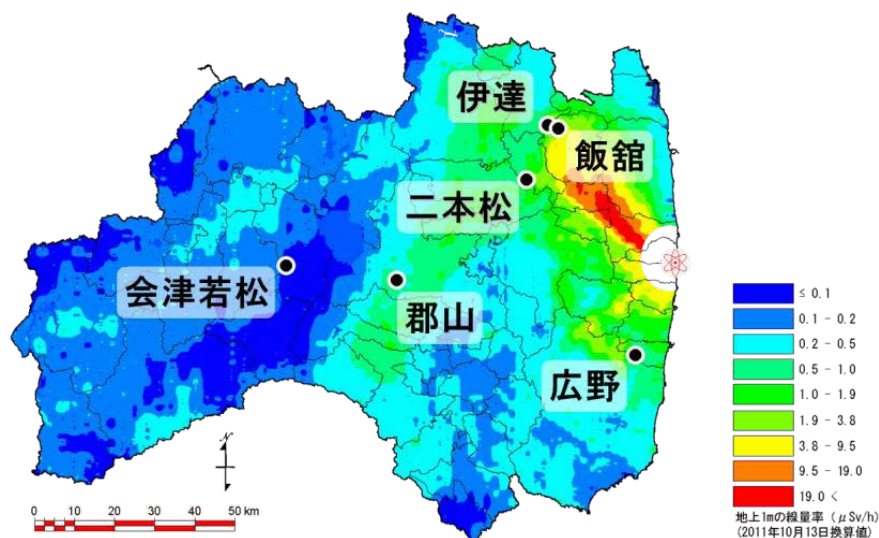 伊達
飯舘
二本松
会津若松
郡山
広野
N
0 10 20 30 40 50 km
≤ 0.1
0.1 - 0.2
0.2 - 0.5
0.5 - 1.0
1.0 - 1.9
1.9 - 3.8
3.8 - 9.5
9.5 - 19.0
19.0 <
地上1mの線量率 (μSv/h)
(2011年10月13日換算値)